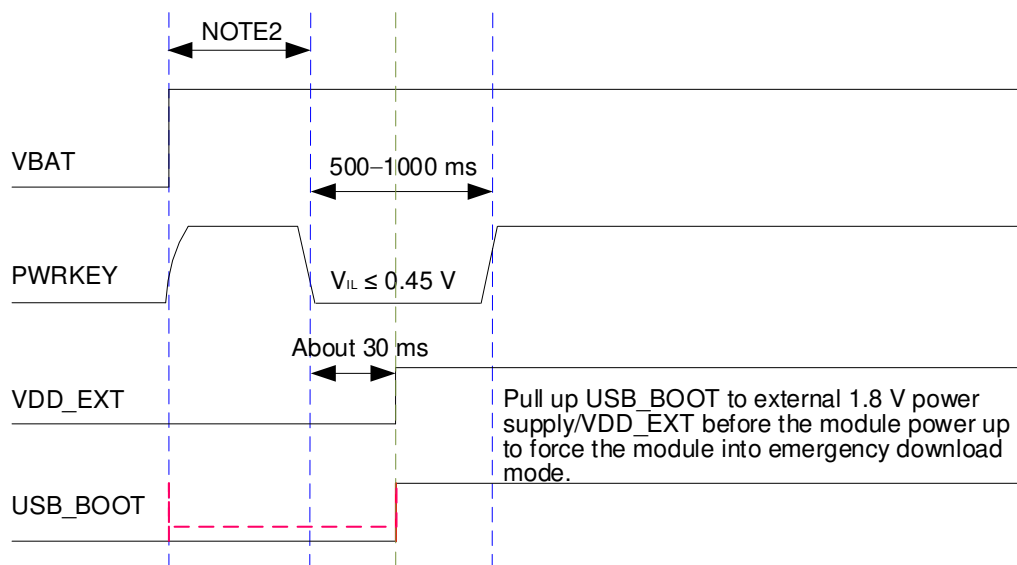 NOTE2
VBAT
500–1000 ms
PWRKEY
VIL ≤ 0.45 V
About 30 ms
VDD_EXT
Pull up USB_BOOT to external 1.8 V power
supply/VDD_EXT before the module power up
to force the module into emergency download
mode.
USB_BOOT